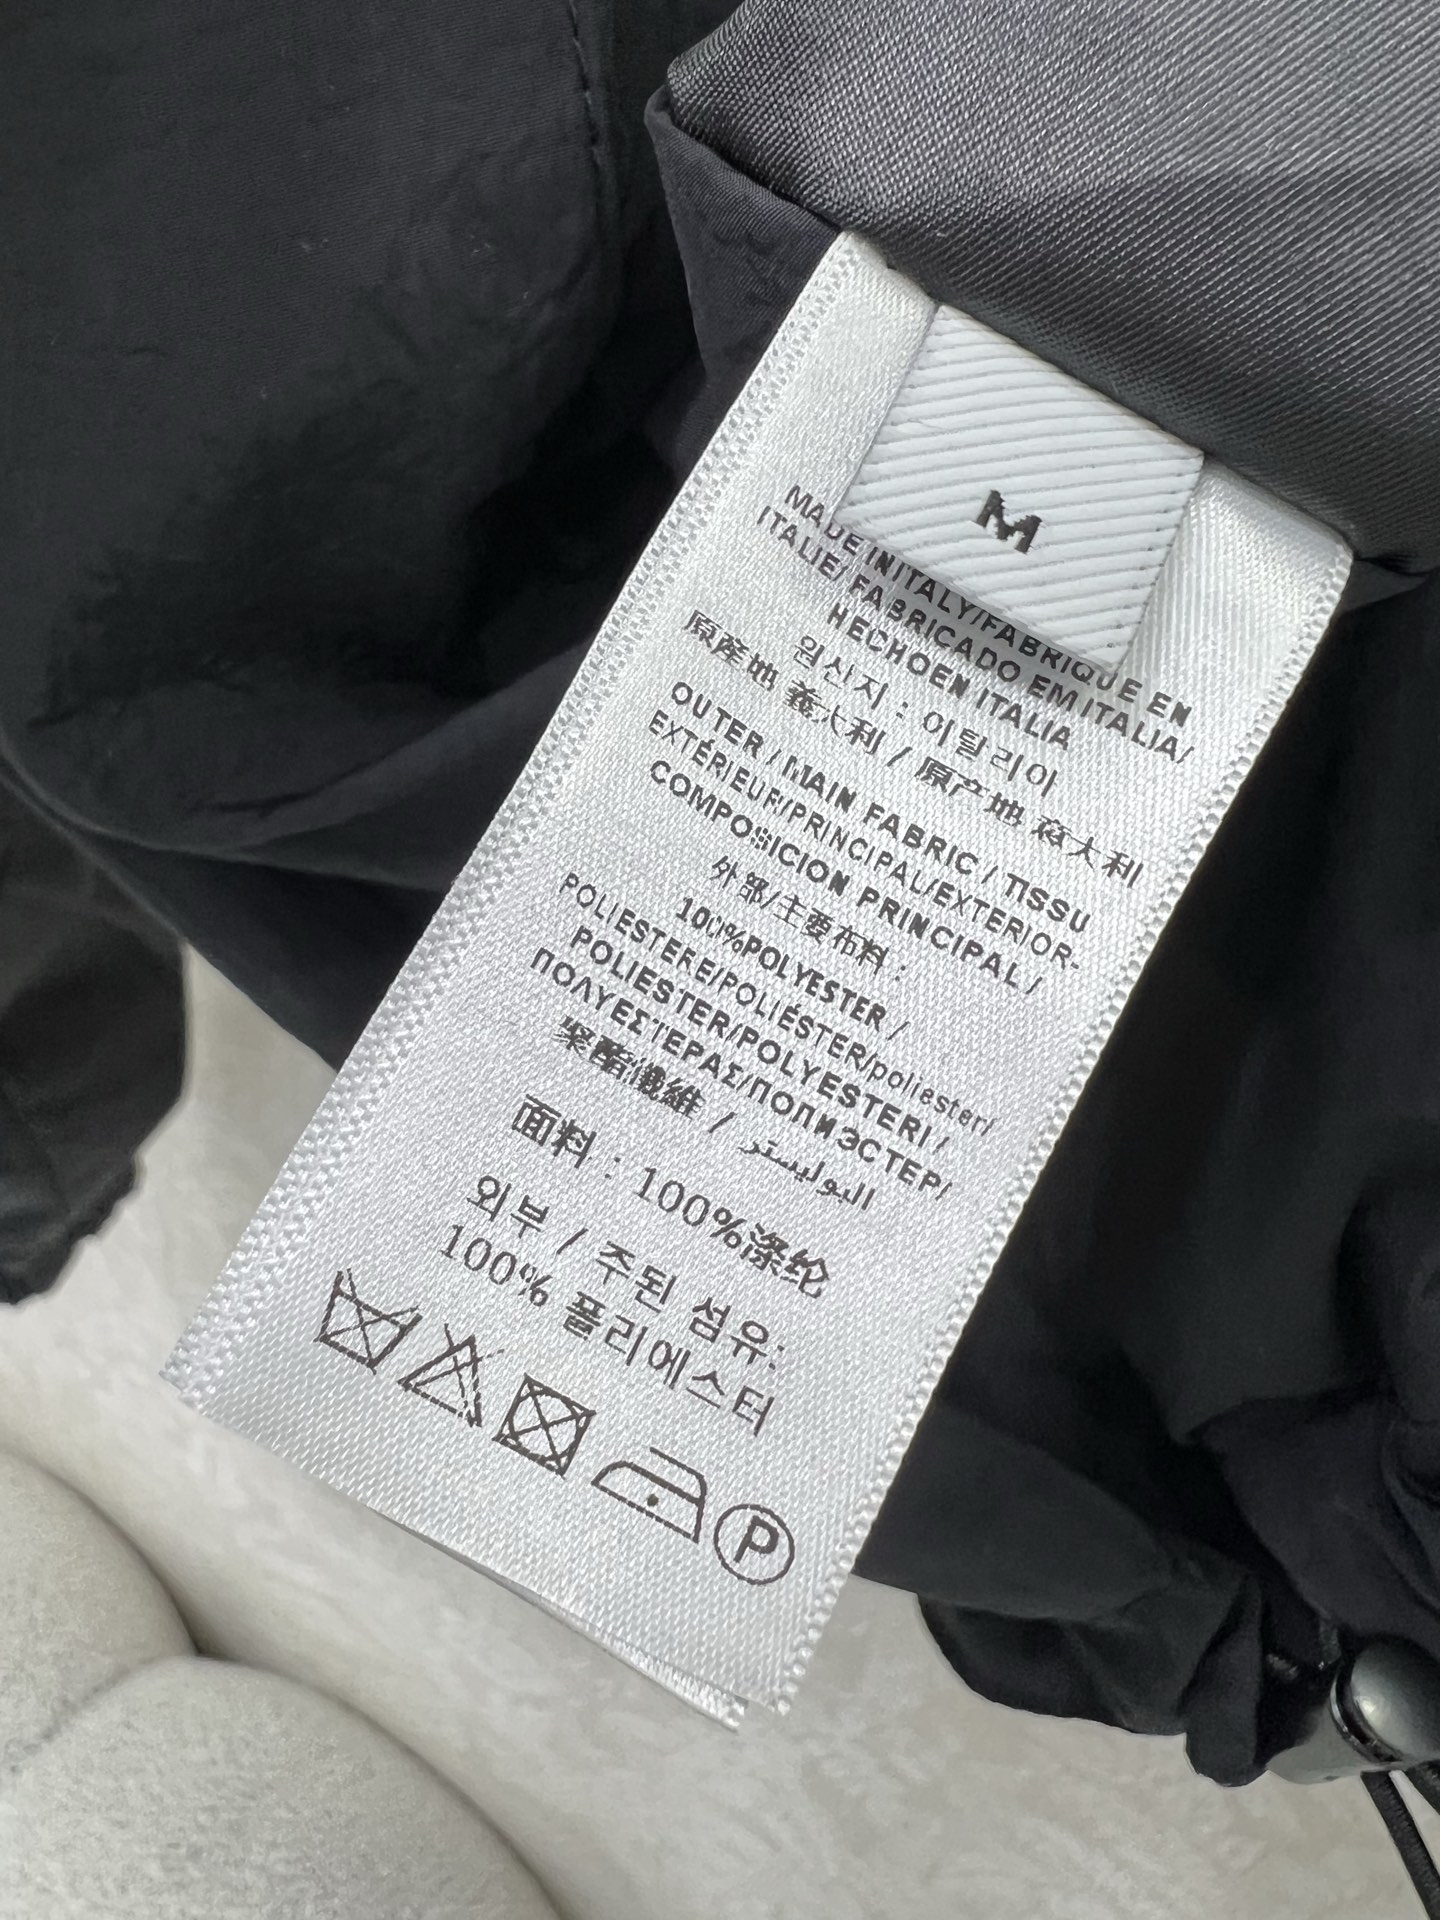 M
MADE IN ITALY/FABRIQUE EN
ITALIE/ FABRICADO EM ITALIA/
HECHOEN ITALIA
원산지 : 이탈리아
原産地 義大利 / 原产地 意大利
OUTER / MAIN FABRIC / TISSU
EXTÉRIEUR/PRINCIPAL/EXTERIOR-
COMPOSICION PRINCIPAL /
外部/主要布料 :
100%POLYESTER /
POLIESTERE/POLIÉSTER/poliester/
POLIESTER/POLYESTERI /
ΠΟΛΥΕΣΤΕΡΑΣ/ПОЛИЭСТЕР/
聚酯纖維 / البوليستر
面料 : 100%涤纶
외부 / 주된 섬유:
100% 폴리에스터
P